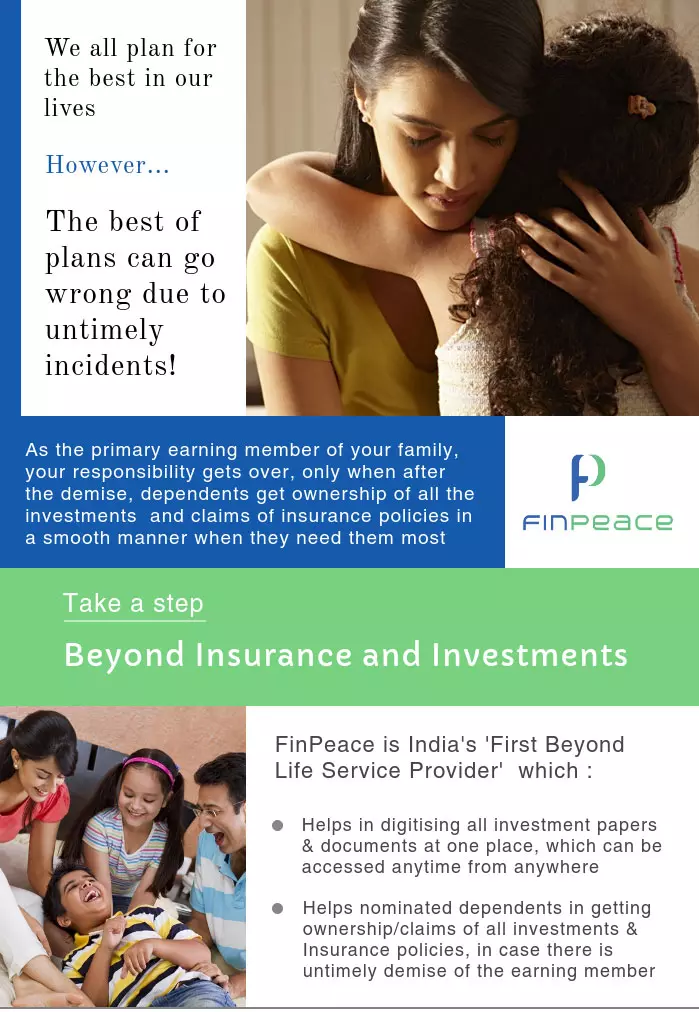 We all plan for
the best in our
lives
However...
The best of
plans can go
wrong due to
untimely
incidents!
As the primary earning member of your family,
your responsibility gets over, only when after
the demise, dependents get ownership of all the
investments  and claims of insurance policies in
a smooth manner when they need them most
FINPEACE
Take a step
Beyond Insurance and Investments
FinPeace is India's 'First Beyond
Life Service Provider'  which :
Helps in digitising all investment papers
& documents at one place, which can be
accessed anytime from anywhere
Helps nominated dependents in getting
ownership/claims of all investments &
Insurance policies, in case there is
untimely demise of the earning member